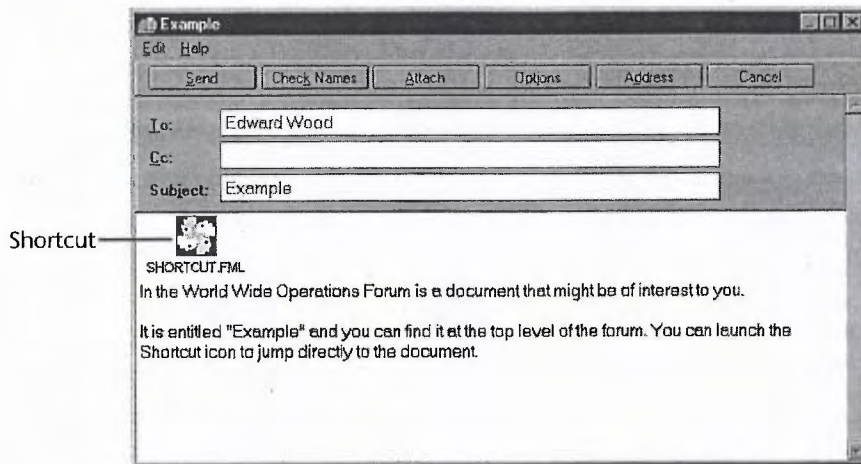 Example
Edit Help
Send Check Names Attach Options Address Cancel
To: Edward Wood
Cc:
Subject: Example
Shortcut
SHORTCUT.FML
In the World Wide Operations Forum is a document that might be of interest to you.
It is entitled "Example" and you can find it at the top level of the forum. You can launch the
Shortcut icon to jump directly to the document.